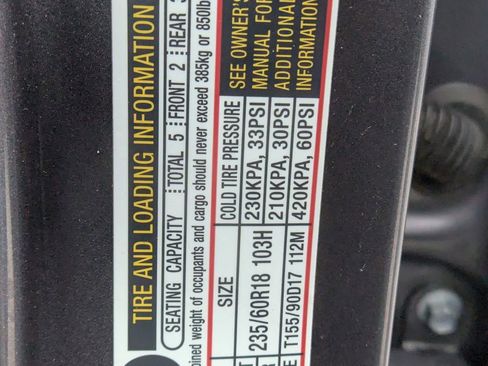 TIRE AND LOADING INFORMATION
SEATING CAPACITY TOTAL 5 FRONT 2 REAR
weight of occupants and cargo should never exceed 385kg or 850lb
SIZE COLD TIRE PRESSURE
235/60R18 103H 230KPA, 33PSI
210KPA, 30PSI
T155/90D17 112M 420KPA, 60PSI
SEE OWNER'S
MANUAL FOR
ADDITIONAL
INFORMATION